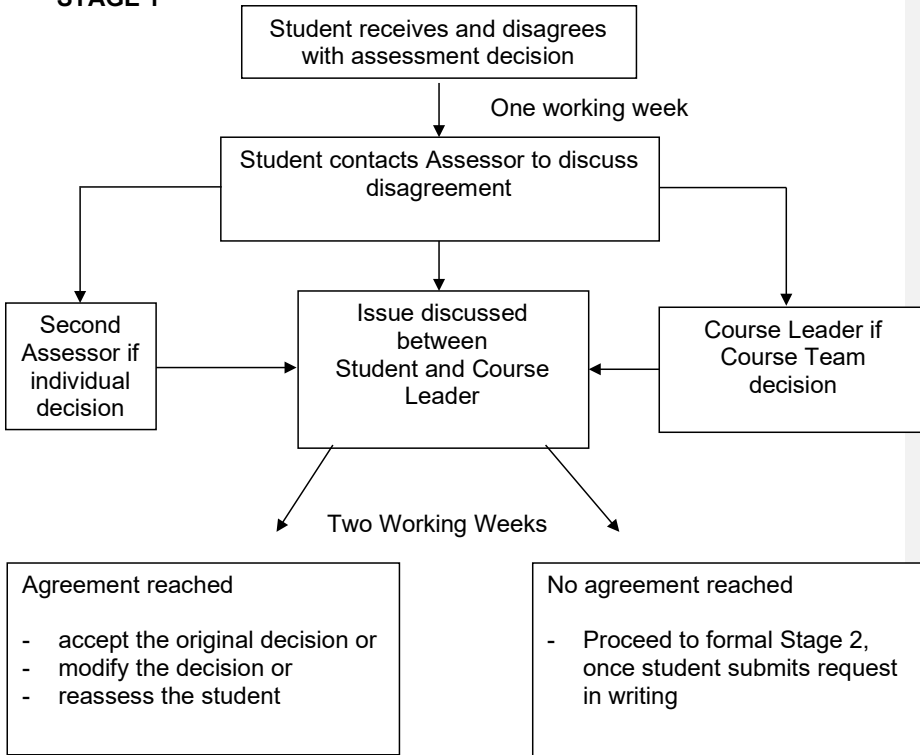 STAGE 1
Student receives and disagrees
with assessment decision
One working week
Student contacts Assessor to discuss
disagreement
Second
Assessor if
individual
decision
Issue discussed
between
Student and Course
Leader
Course Leader if
Course Team
decision
Two Working Weeks
Agreement reached
- accept the original decision or
- modify the decision or
- reassess the student
No agreement reached
- Proceed to formal Stage 2,
once student submits request
in writing